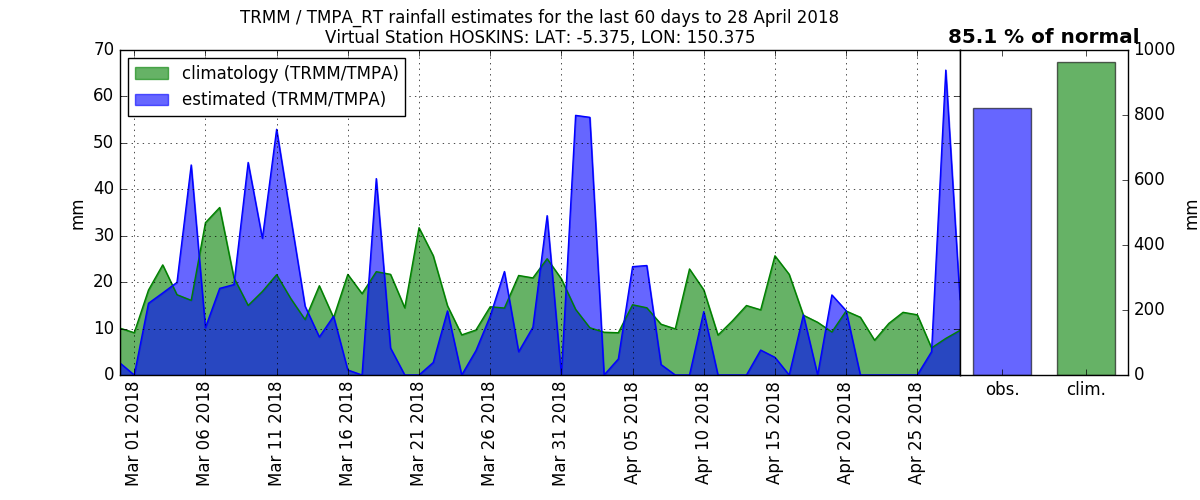 TRMM / TMPA_RT rainfall estimates for the last 60 days to 28 April 2018
Virtual Station HOSKINS: LAT: -5.375, LON: 150.375
85.1 % of normal
climatology (TRMM/TMPA)
estimated (TRMM/TMPA)
mm
70
60
50
40
30
20
10
0
Mar 01 2018
Mar 06 2018
Mar 11 2018
Mar 16 2018
Mar 21 2018
Mar 26 2018
Mar 31 2018
Apr 05 2018
Apr 10 2018
Apr 15 2018
Apr 20 2018
Apr 25 2018
obs.
clim.
1000
800
600
400
200
0
mm